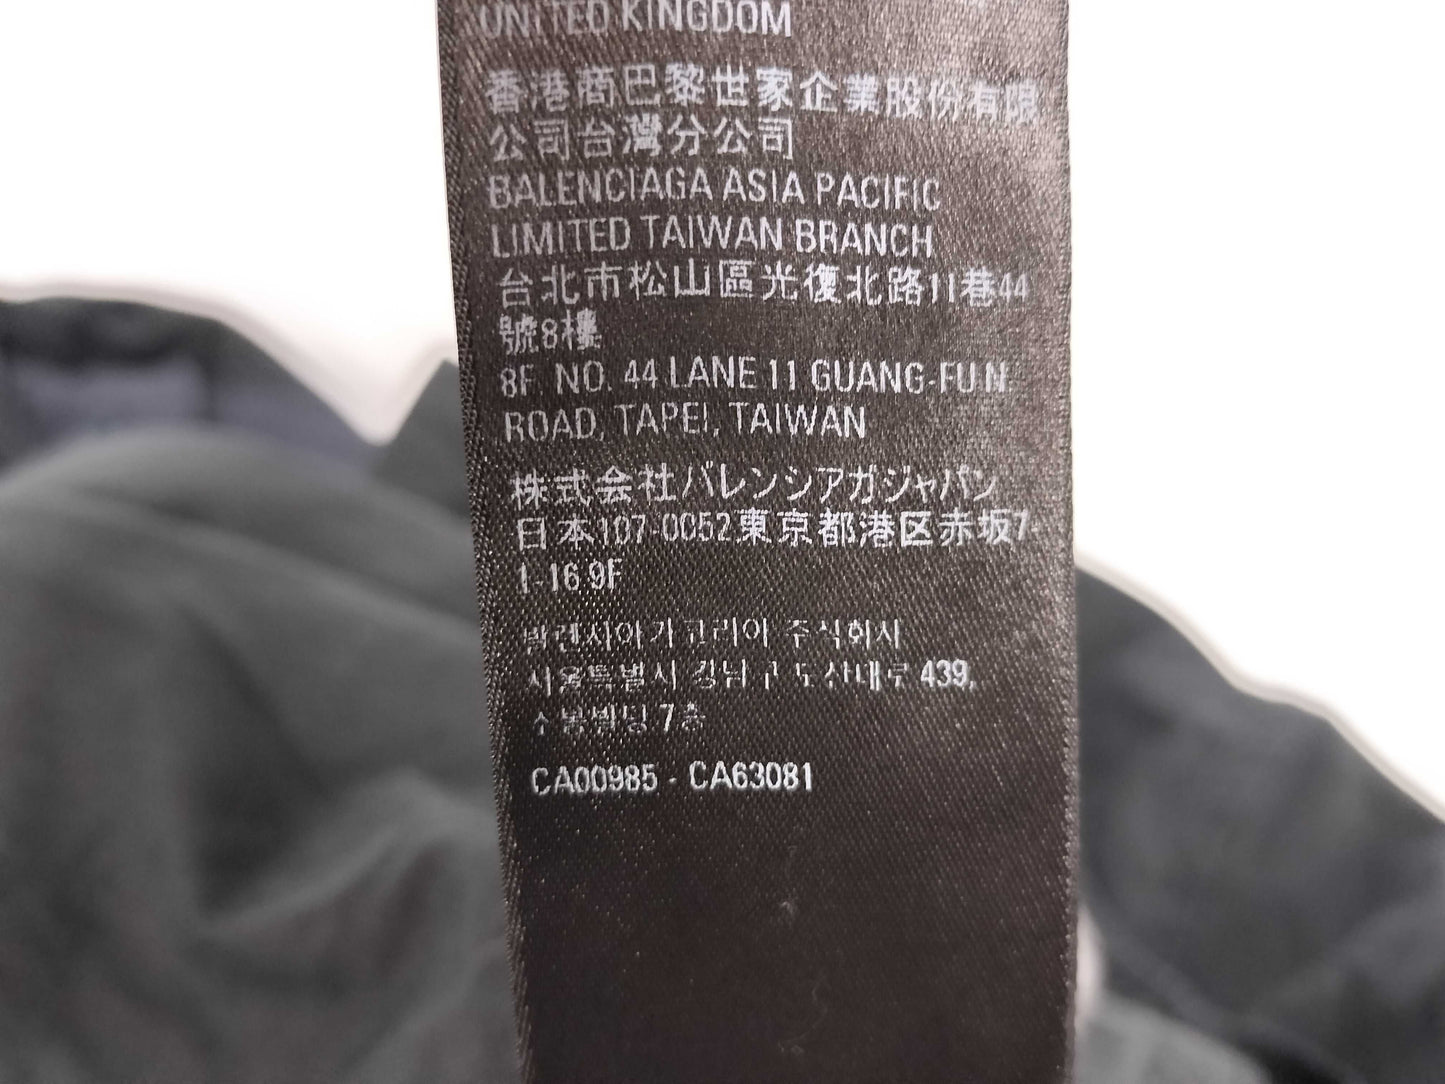 UNITED KINGDOM
香港商巴黎世家企業股份有限
公司台灣分公司
BALENCIAGA ASIA PACIFIC
LIMITED TAIWAN BRANCH
台北市松山區光復北路11巷44
號8樓
8F. NO. 44 LANE 11 GUANG-FU N.
ROAD, TAPEI, TAIWAN
株式会社バレンシアガジャパン
日本107-0052東京都港区赤坂7-
1-16 9F
발렌시아가코리아 주식회사
서울특별시 강남구 도산대로 439,
7층
CA00985 - CA63081